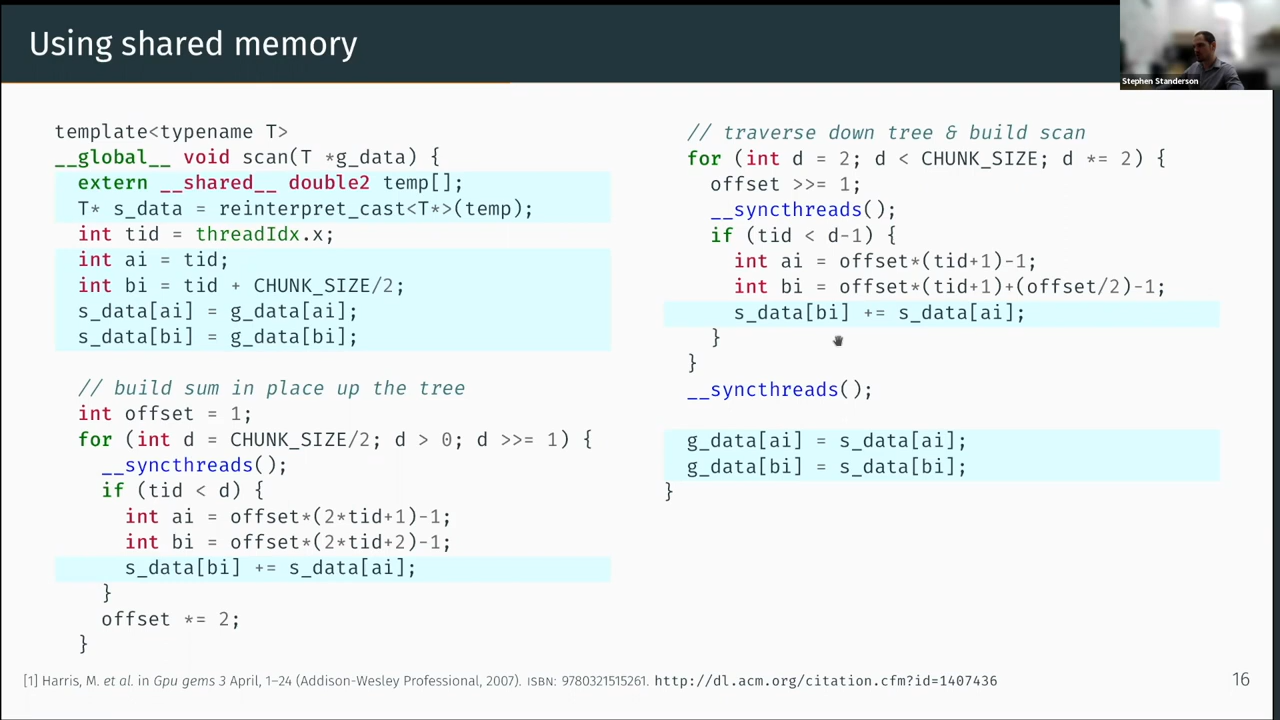 Using shared memory
Stephen Standerson
template<typename T>
__global__ void scan(T *g_data) {
extern __shared__ double2 temp[];
T* s_data = reinterpret_cast<T*>(temp);
int tid = threadIdx.x;
int ai = tid;
int bi = tid + CHUNK_SIZE/2;
s_data[ai] = g_data[ai];
s_data[bi] = g_data[bi];
// build sum in place up the tree
int offset = 1;
for (int d = CHUNK_SIZE/2; d > 0; d >>= 1) {
__syncthreads();
if (tid < d) {
int ai = offset*(2*tid+1)-1;
int bi = offset*(2*tid+2)-1;
s_data[bi] += s_data[ai];
}
offset *= 2;
}
// traverse down tree & build scan
for (int d = 2; d < CHUNK_SIZE; d *= 2) {
offset >>= 1;
__syncthreads();
if (tid < d-1) {
int ai = offset*(tid+1)-1;
int bi = offset*(tid+1)+(offset/2)-1;
s_data[bi] += s_data[ai];
}
}
__syncthreads();
g_data[ai] = s_data[ai];
g_data[bi] = s_data[bi];
}
[1] Harris, M. et al. in Gpu gems 3 April, 1–24 (Addison-Wesley Professional, 2007). ISBN: 9780321515261. http://dl.acm.org/citation.cfm?id=1407436
16